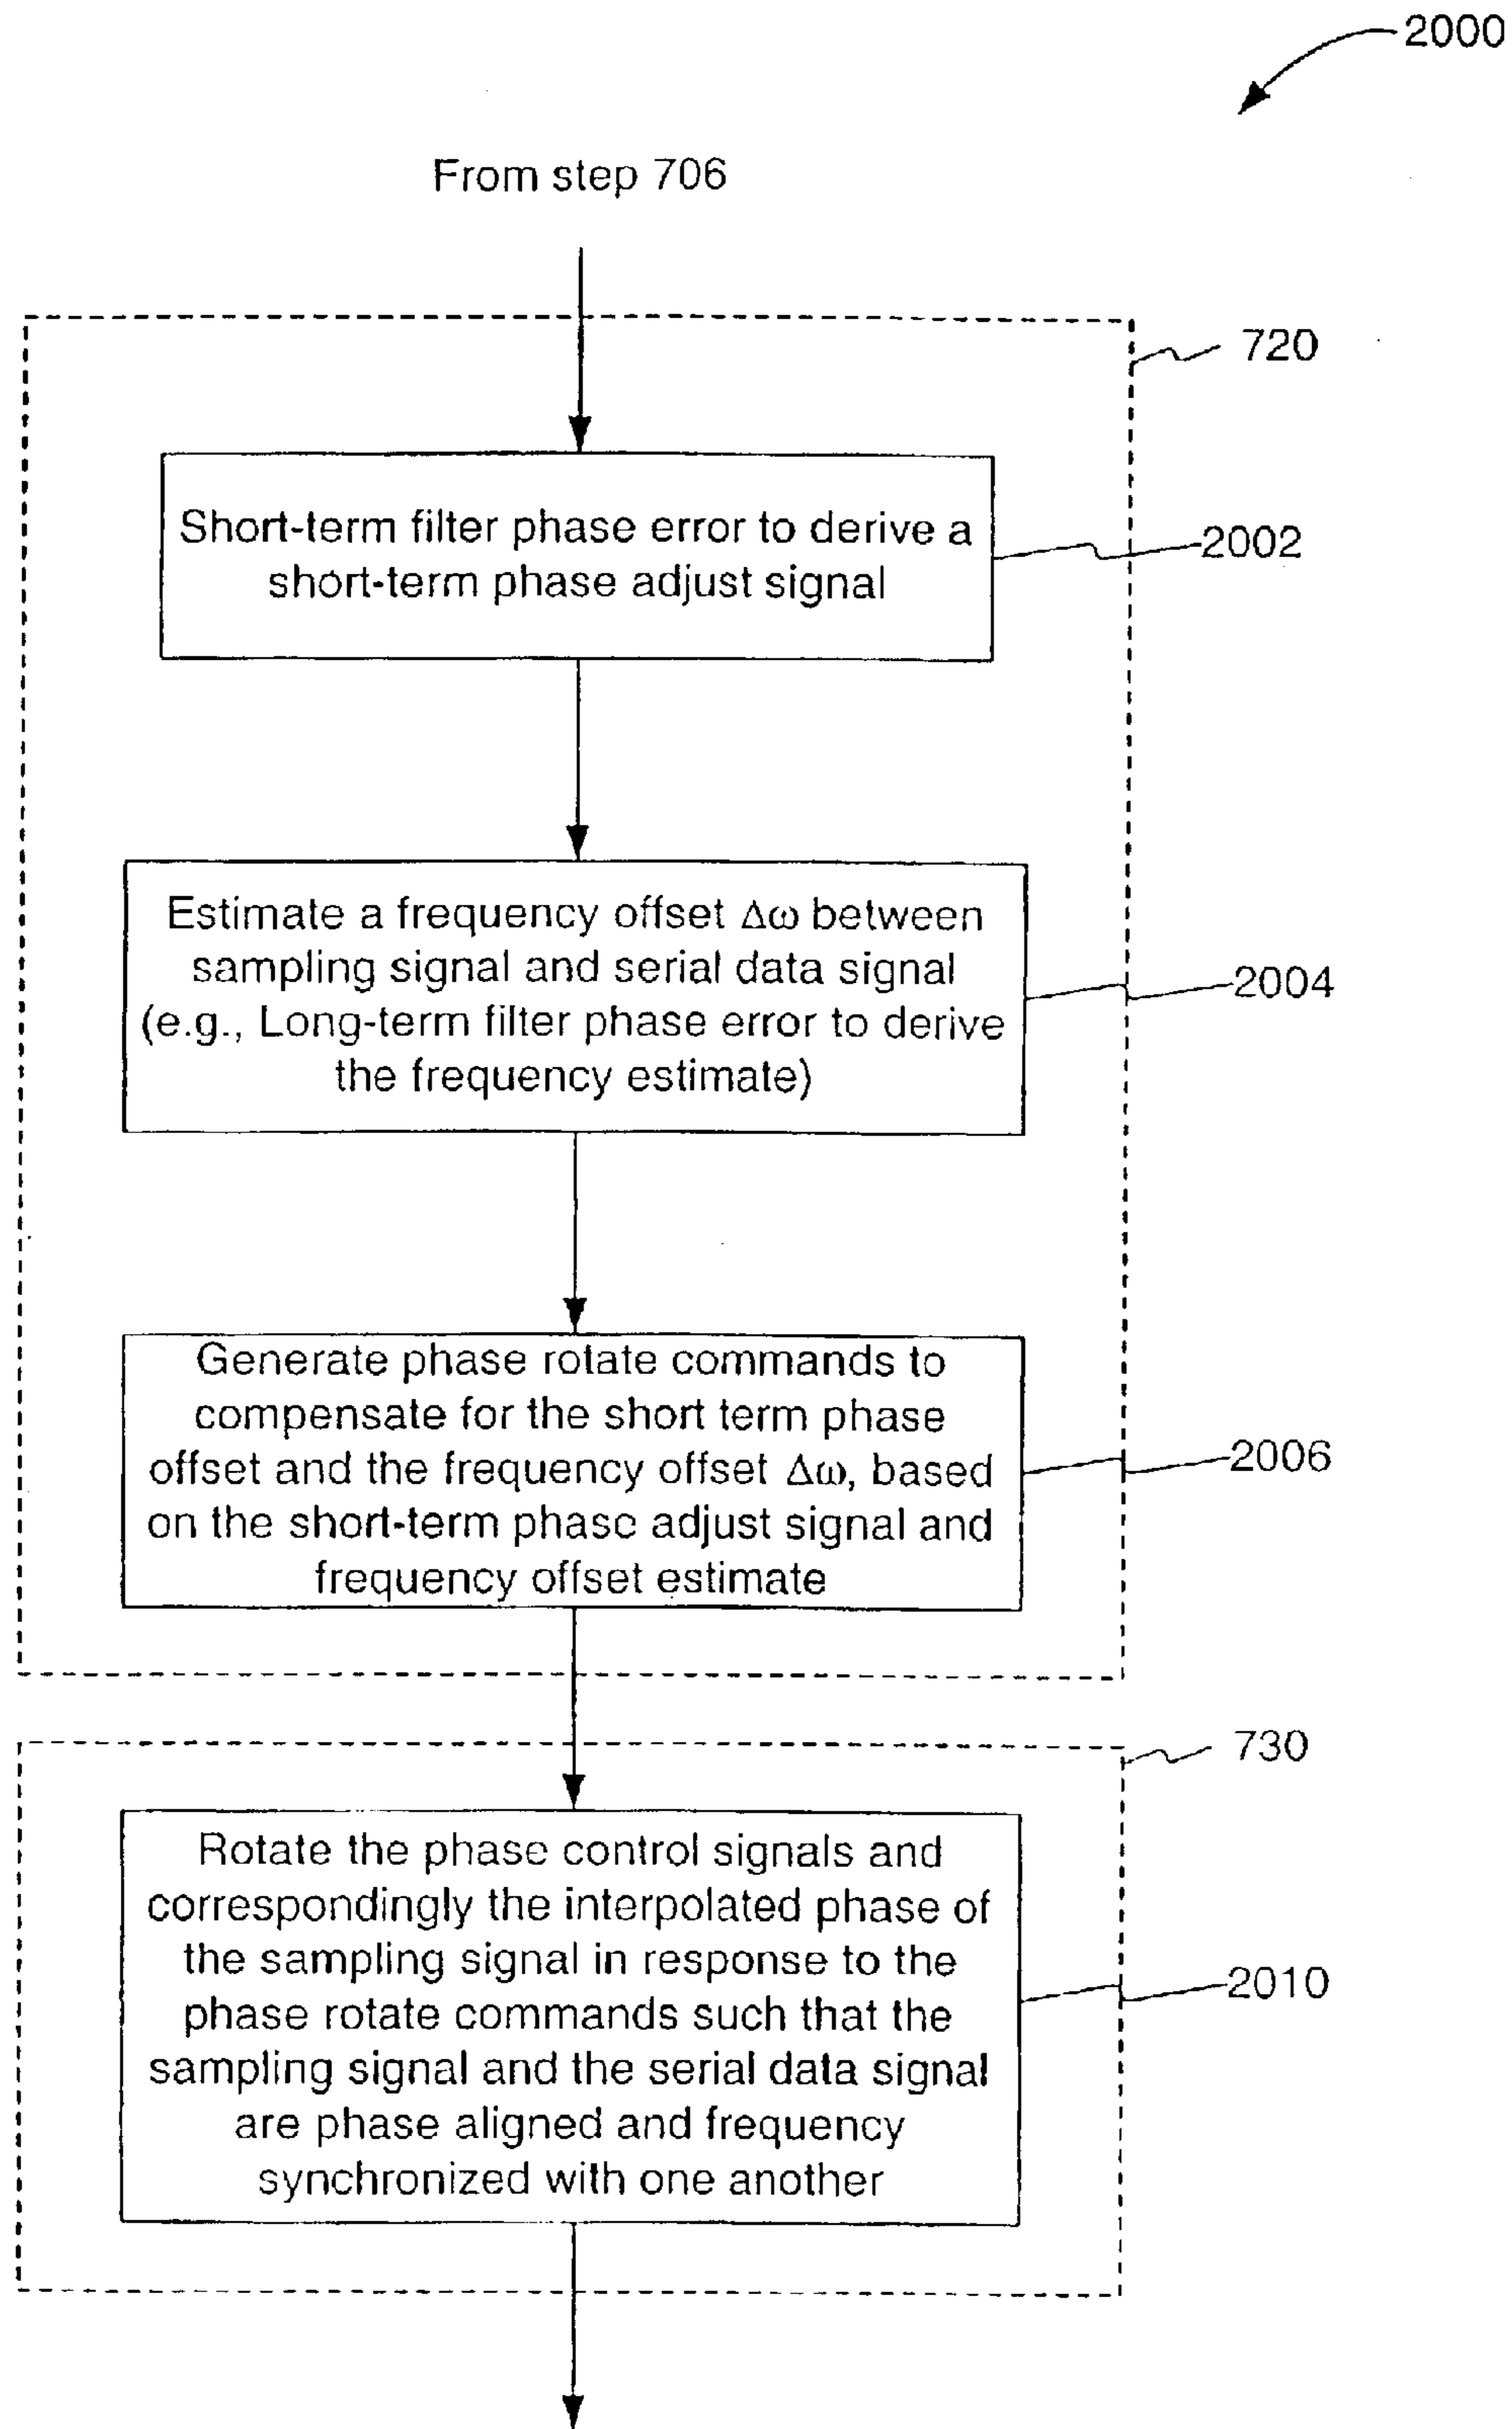 2000
From step 706
720
Short-term filter phase error to derive a
short-term phase adjust signal
2002
Estimate a frequency offset Δω between
sampling signal and serial data signal
(e.g., Long-term filter phase error to derive
the frequency estimate)
2004
Generate phase rotate commands to
compensate for the short term phase
offset and the frequency offset Δω, based
on the short-term phase adjust signal and
frequency offset estimate
2006
730
Rotate the phase control signals and
correspondingly the interpolated phase of
the sampling signal in response to the
phase rotate commands such that the
sampling signal and the serial data signal
are phase aligned and frequency
synchronized with one another
2010